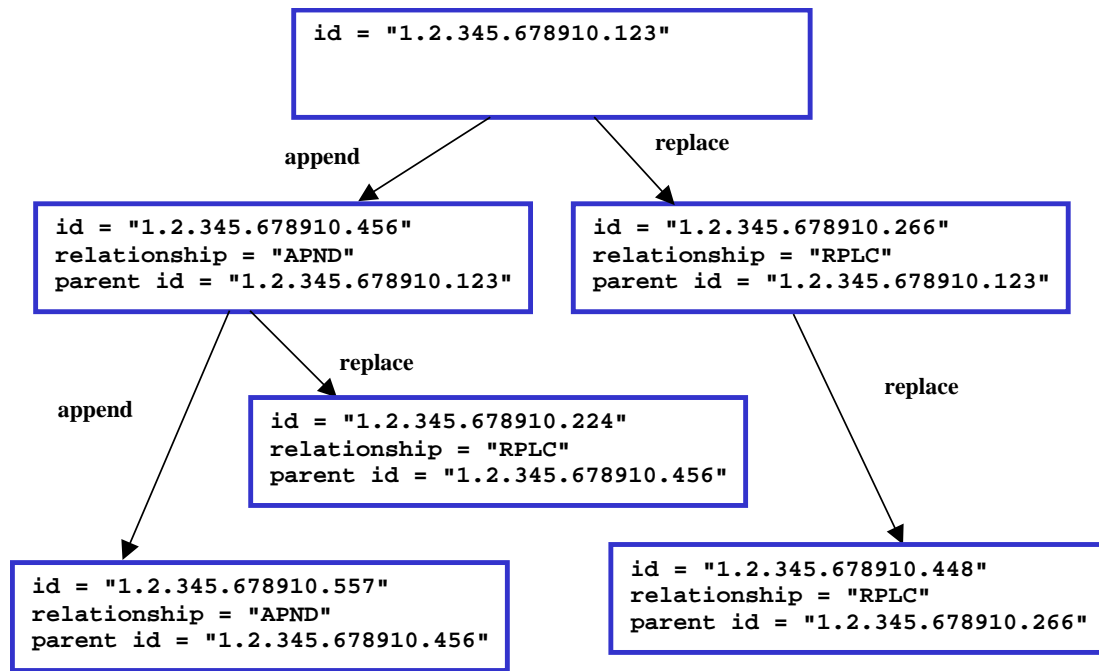 id = "1.2.345.678910.123"
append
replace
id = "1.2.345.678910.456"
relationship = "APND"
parent id = "1.2.345.678910.123"
id = "1.2.345.678910.266"
relationship = "RPLC"
parent id = "1.2.345.678910.123"
append
replace
replace
id = "1.2.345.678910.224"
relationship = "RPLC"
parent id = "1.2.345.678910.456"
id = "1.2.345.678910.557"
relationship = "APND"
parent id = "1.2.345.678910.456"
id = "1.2.345.678910.448"
relationship = "RPLC"
parent id = "1.2.345.678910.266"